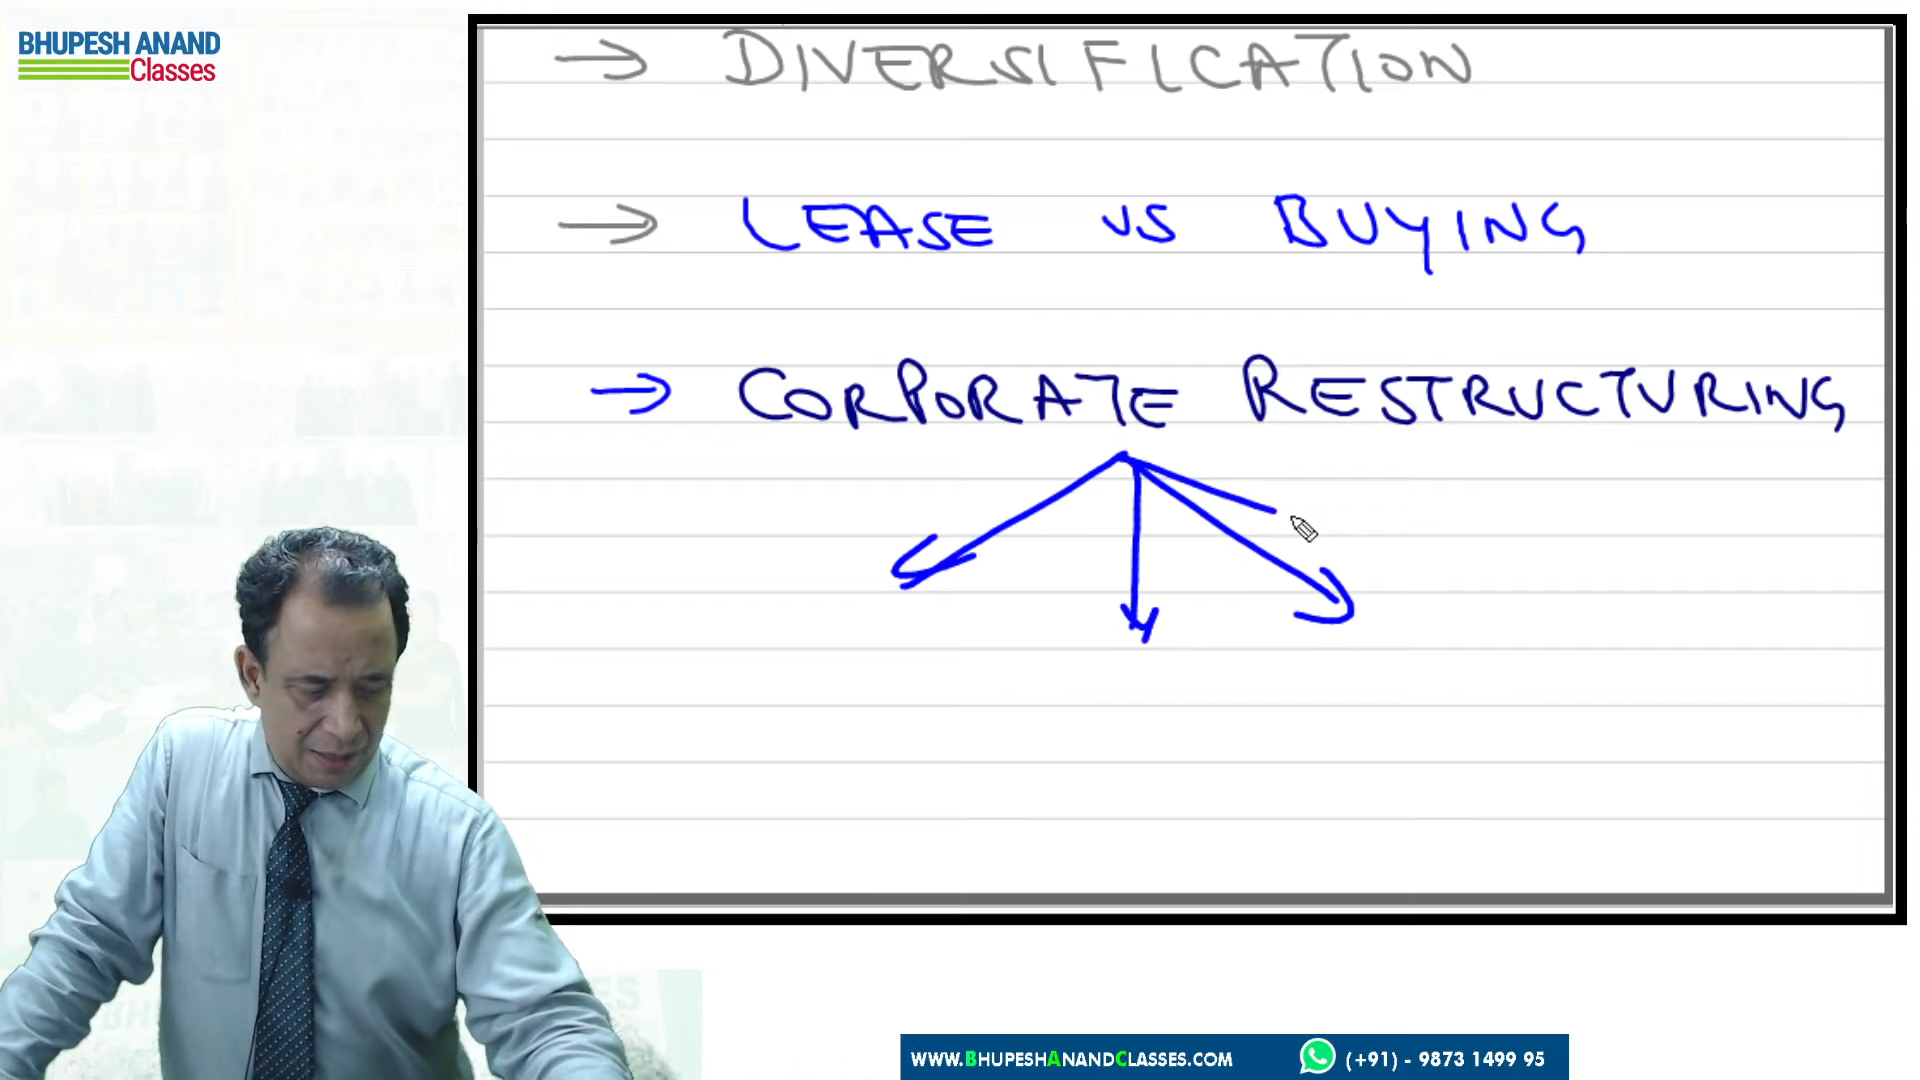 BHUPESH ANAND
Classes
→ DIVERSIFICATION
→ LEASE VS BUYING
→ CORPORATE RESTRUCTURING
WWW.BHUPESHANANDCLASSES.COM (+91) - 9873 1499 95